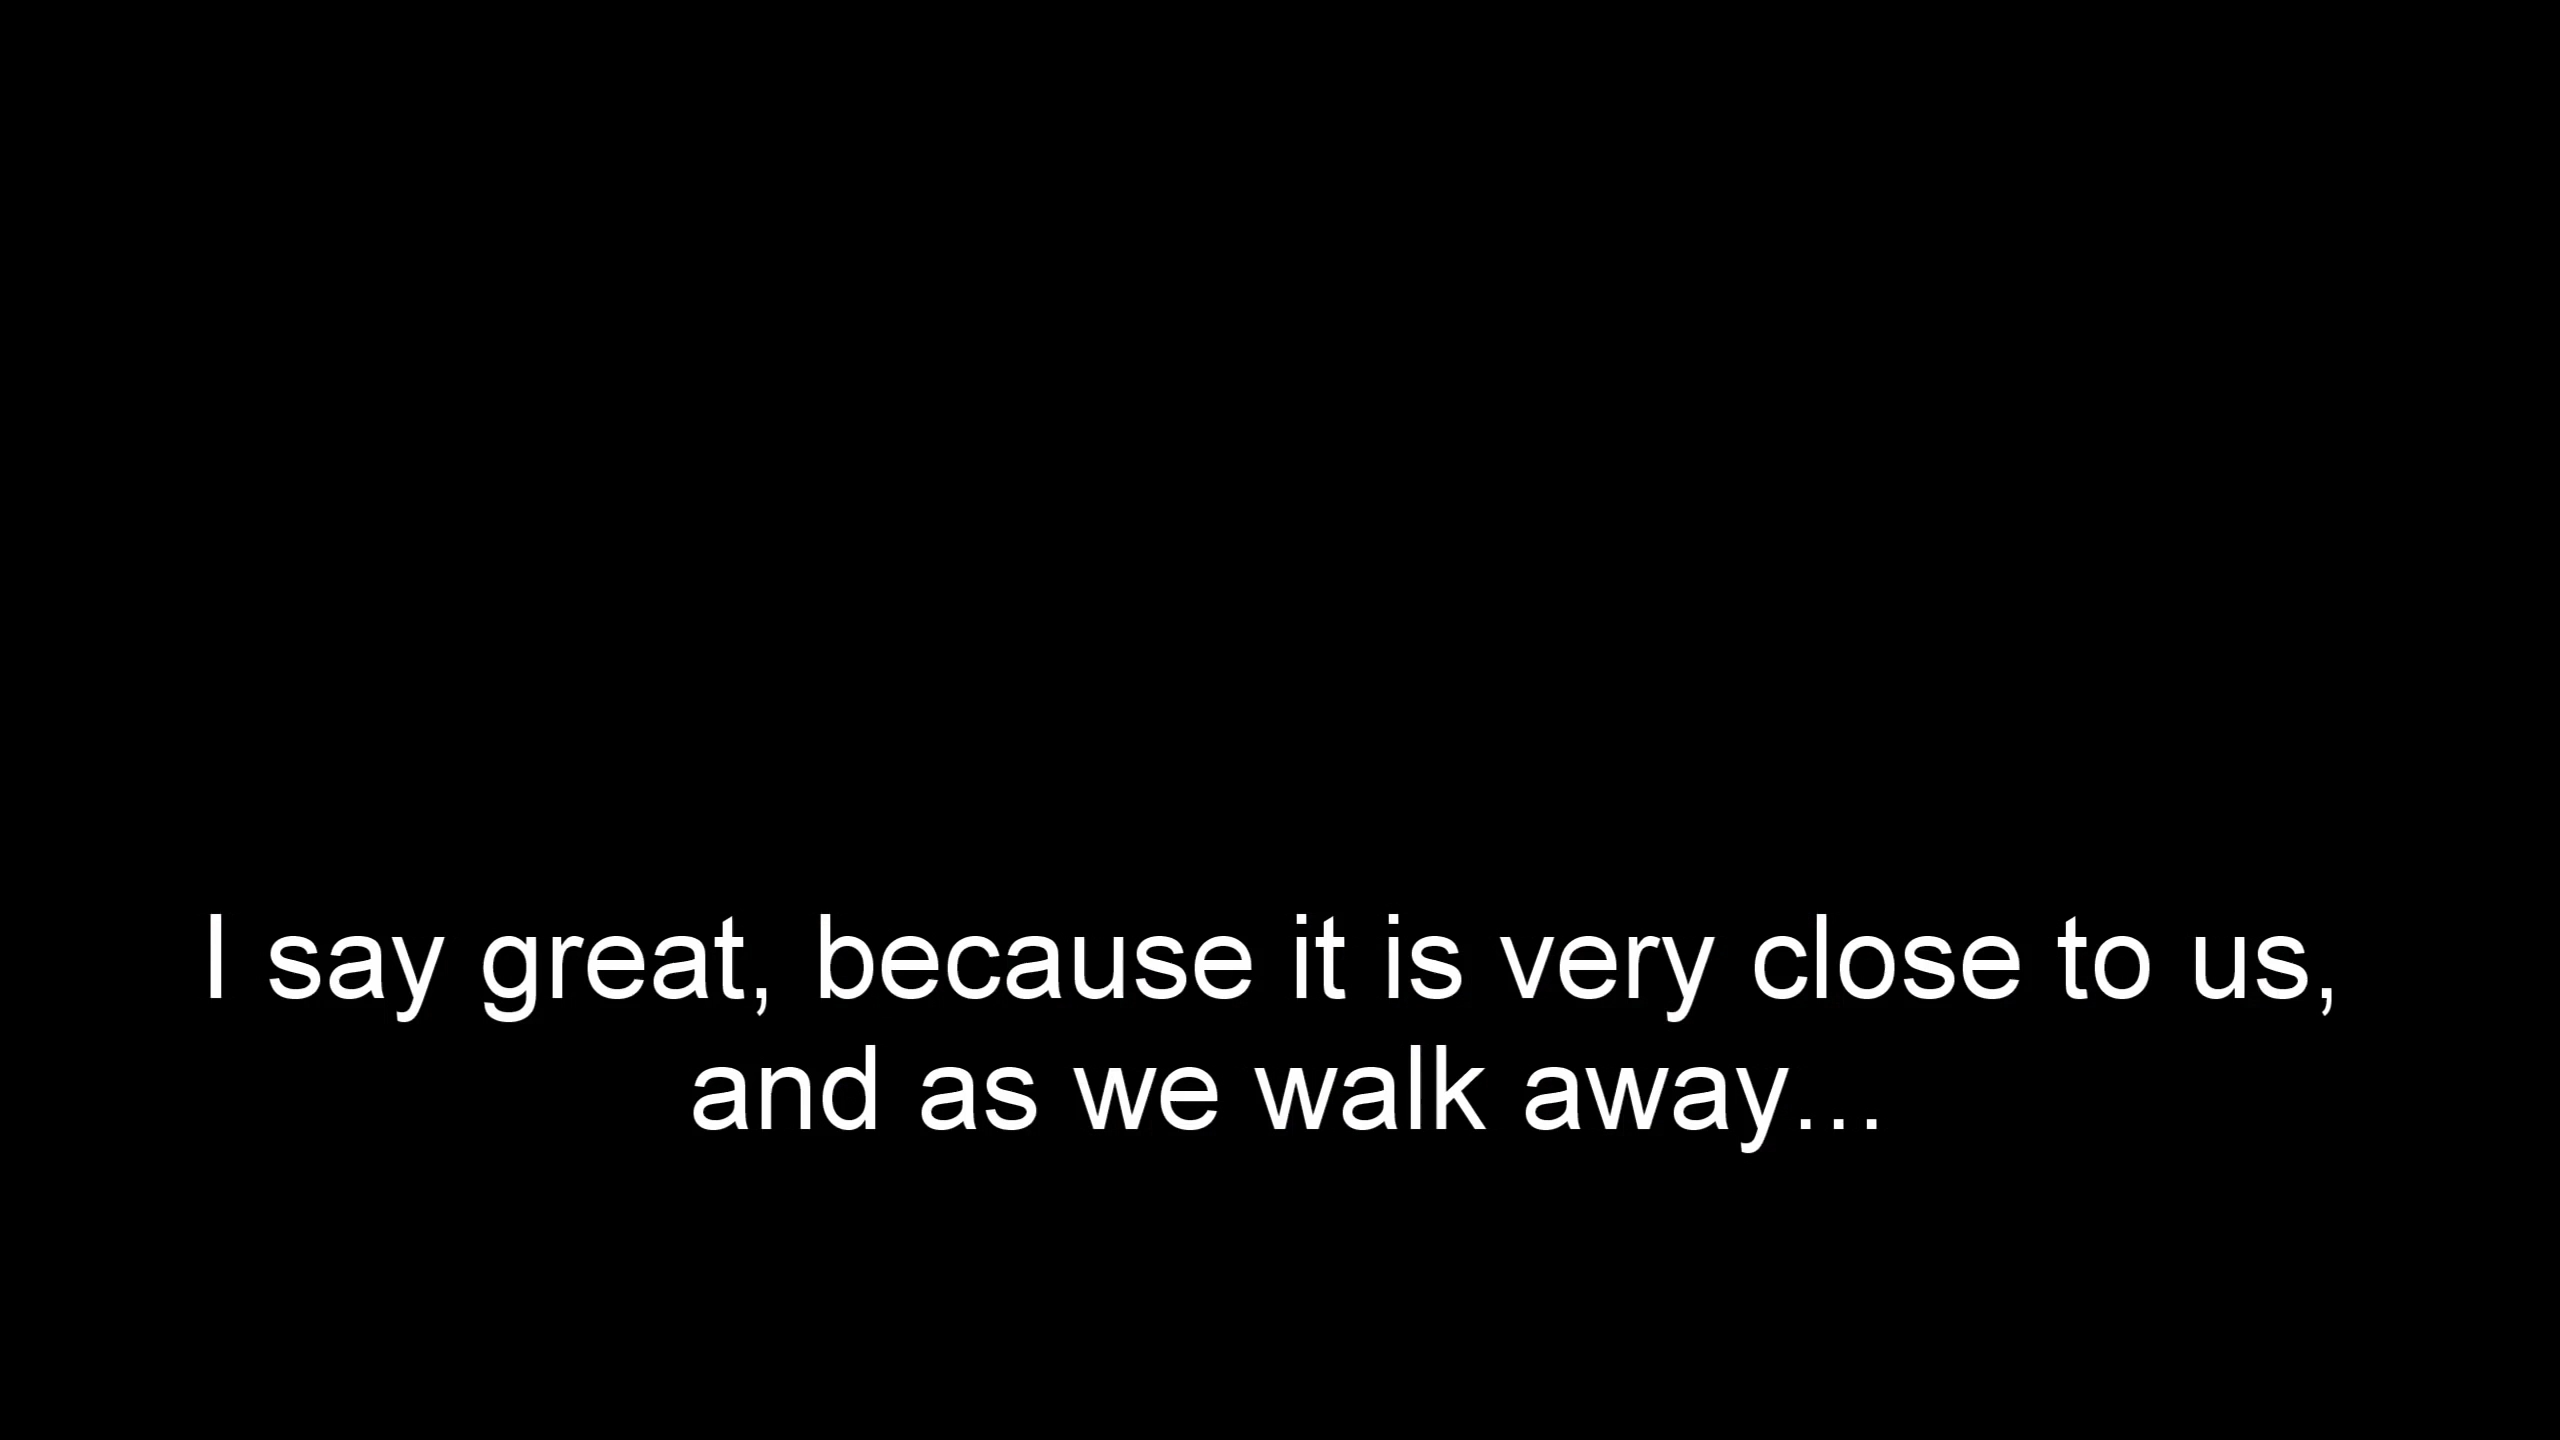 I say great, because it is very close to us,
and as we walk away...